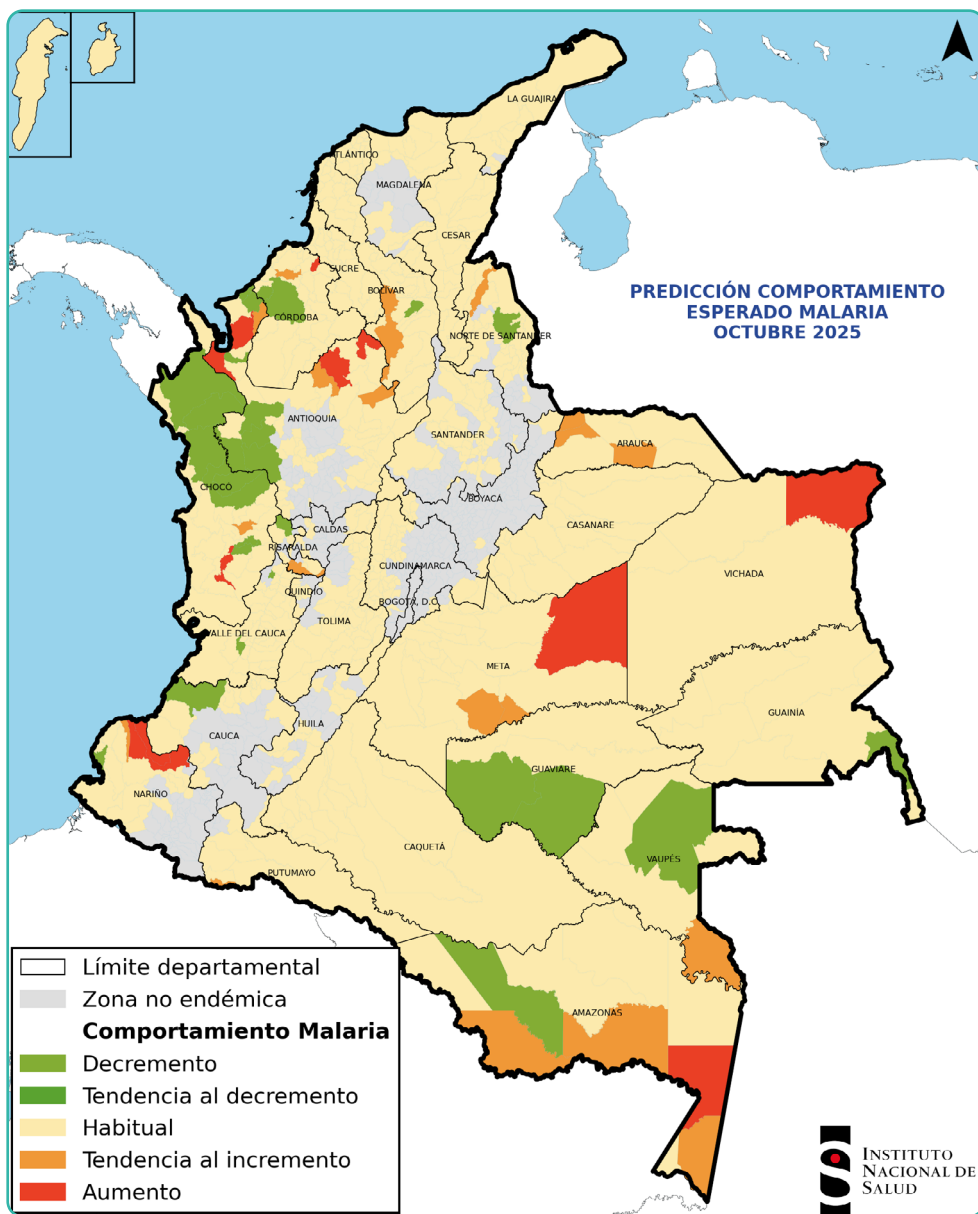 LA GUAJIRA
ATLÁNTICO
MAGDALENA
CESAR
SUCRE
BOLÍVAR
CÓRDOBA
NORTE DE SANTANDER
PREDICCIÓN COMPORTAMIENTO
ESPERADO MALARIA
OCTUBRE 2025
ANTIOQUIA
SANTANDER
ARAUCA
CHOCÓ
BOYACÁ
CALDAS
CASANARE
RISARALDA
CUNDINAMARCA
VICHADA
QUINDÍO
BOGOTÁ, D.C.
TOLIMA
VALLE DEL CAUCA
META
GUAINÍA
HUILA
CAUCA
GUAVIARE
NARIÑO
CAQUETÁ
VAUPÉS
PUTUMAYO
AMAZONAS
Límite departamental
Zona no endémica
Comportamiento Malaria
Decremento
Tendencia al decremento
Habitual
Tendencia al incremento
Aumento
INSTITUTO
NACIONAL DE
SALUD